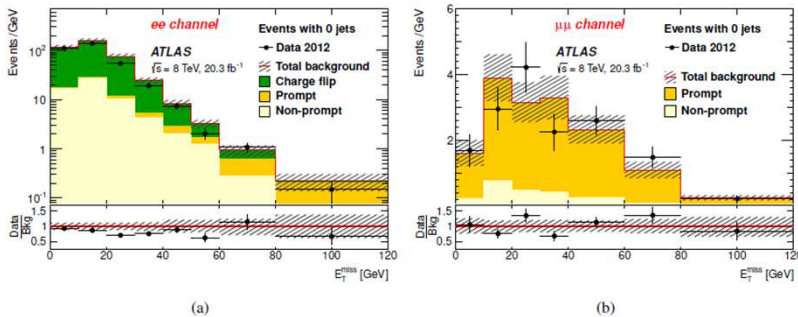 Events /GeV
10²
10
1
10⁻¹
ee channel
ATLAS
√s = 8 TeV, 20.3 fb⁻¹
Events with 0 jets
Data 2012
Total background
Charge flip
Prompt
Non-prompt
Data
Bkg
1.5
1
0.5
0 20 40 60 80 100 120
E_T^miss [GeV]
(a)
Events/GeV
6
4
2
μμ channel
ATLAS
√s = 8 TeV, 20.3 fb⁻¹
Events with 0 jets
Data 2012
Total background
Prompt
Non-prompt
Data
Bkg
1.5
1
0.5
0 20 40 60 80 100 120
E_T^miss [GeV]
(b)